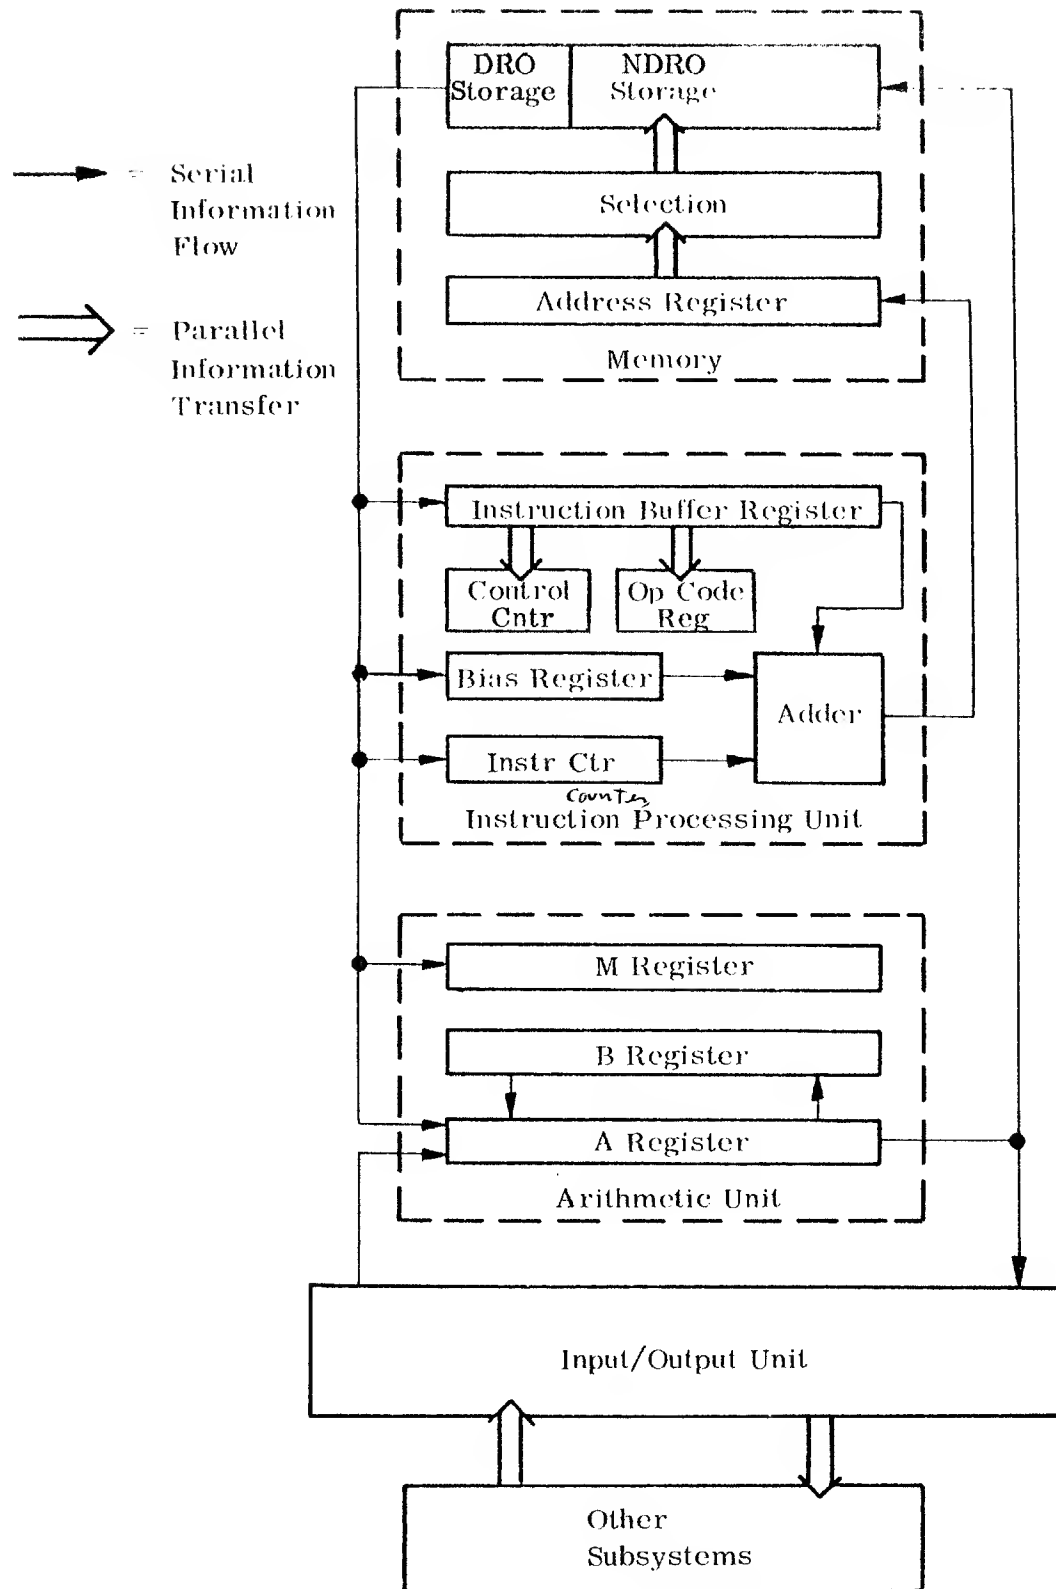 DRO
Storage
NDRO
Storage
= Serial
Information
Flow
Selection
Address Register
= Parallel
Information
Transfer
Memory
Instruction Buffer Register
Control
Cntr
Op Code
Reg
Bias Register
Adder
Instr Ctr
Counter
Instruction Processing Unit
M Register
B Register
A Register
Arithmetic Unit
Input/Output Unit
Other
Subsystems